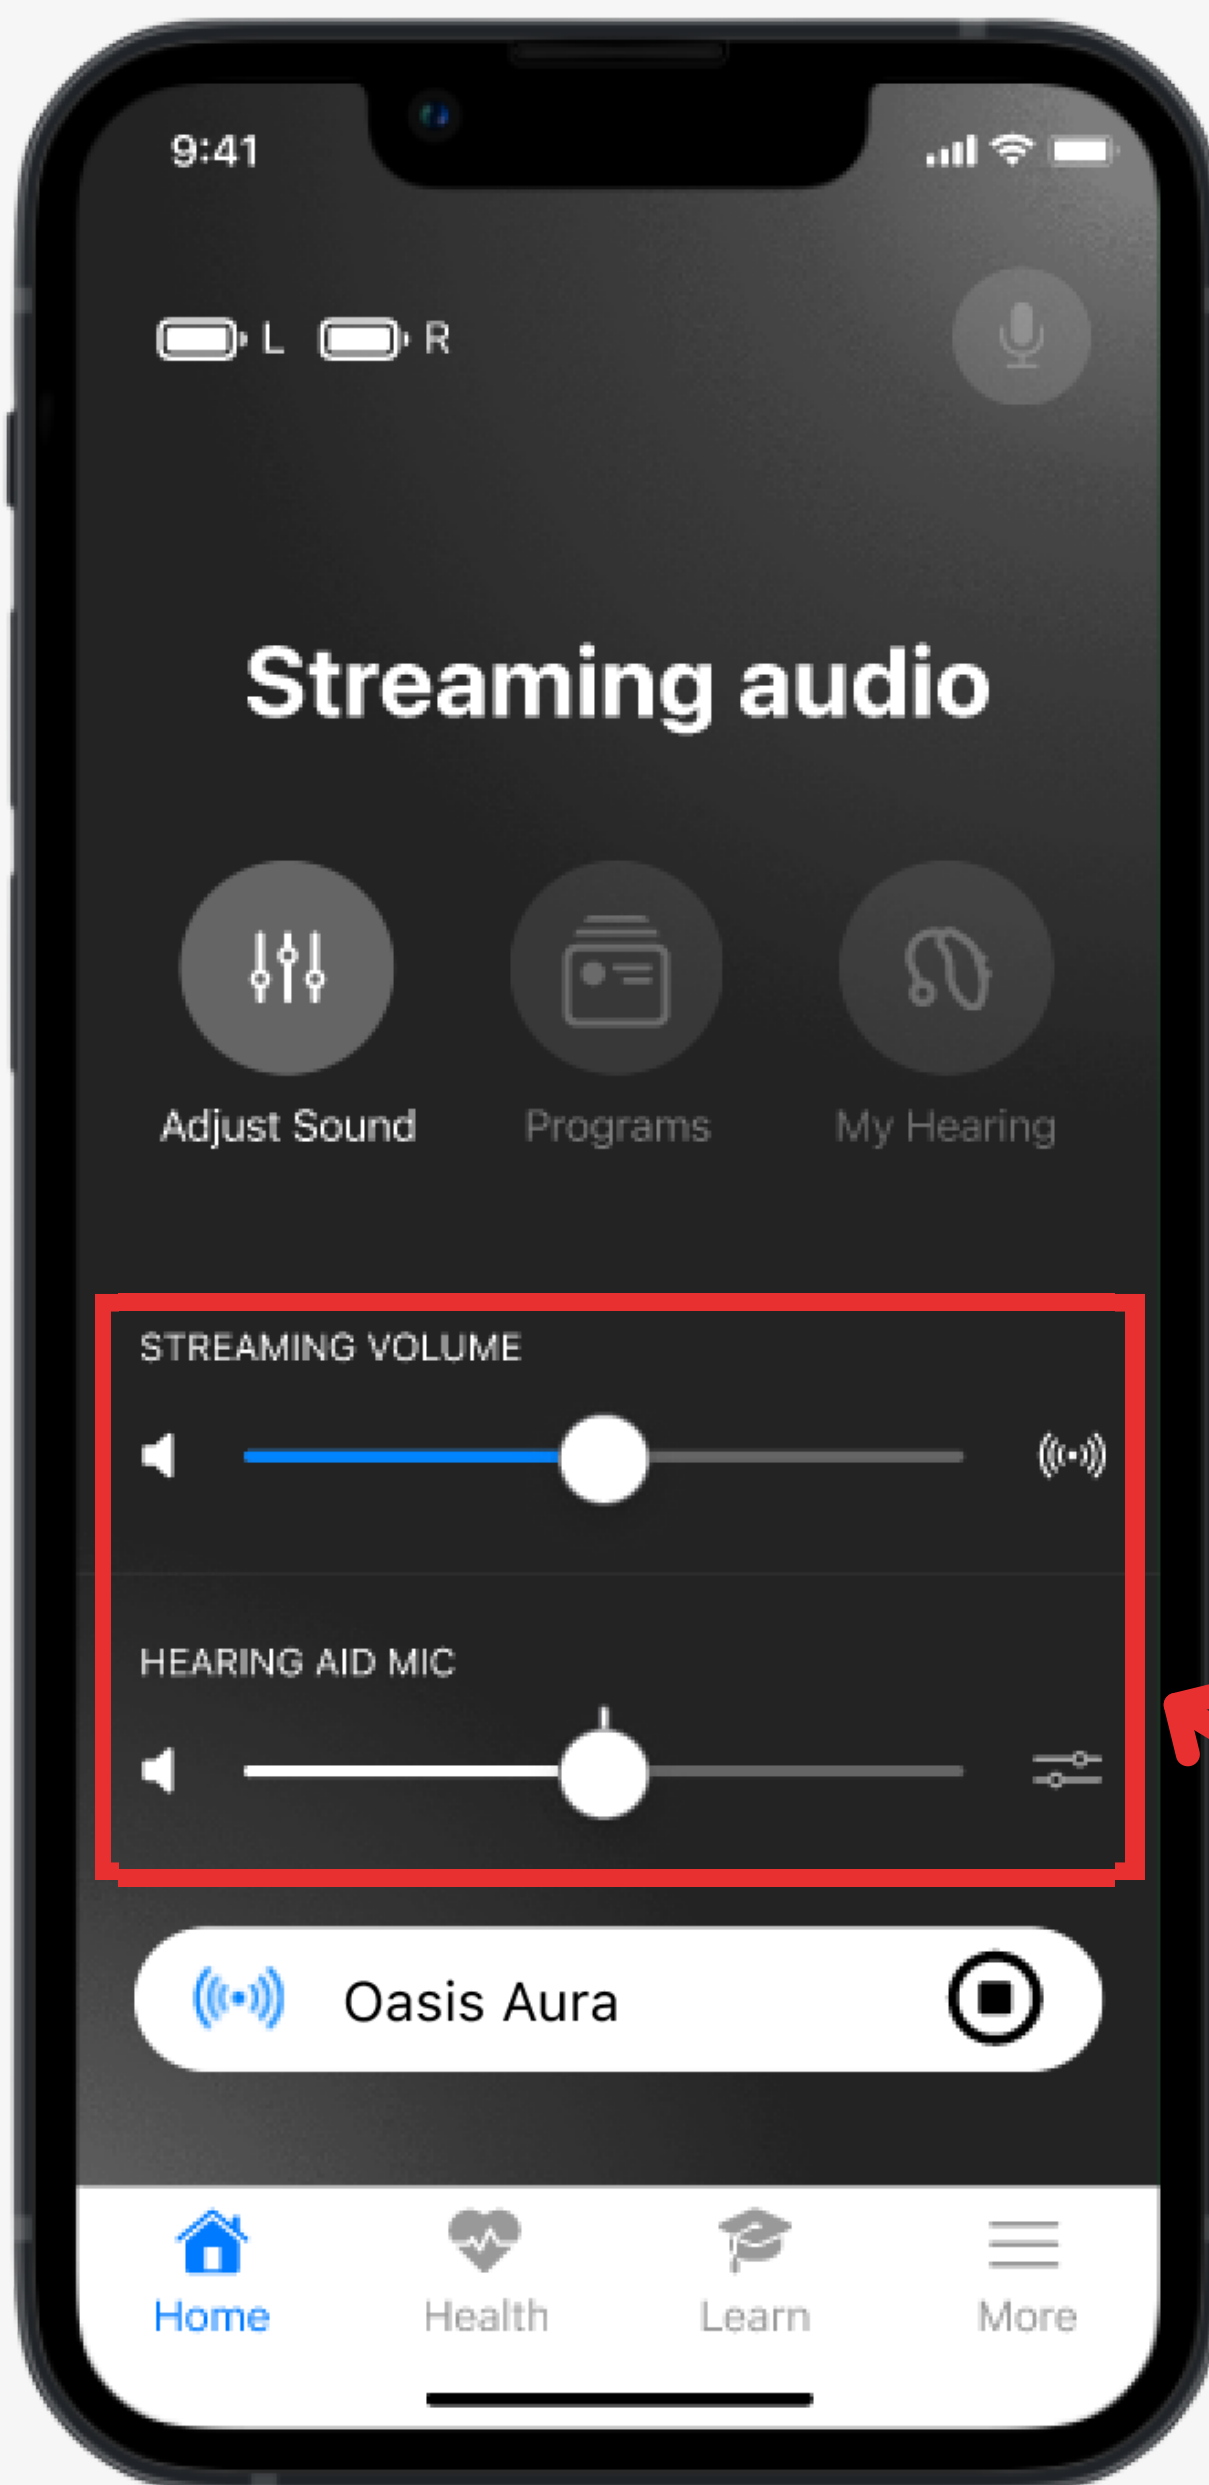 9:41
L R
Streaming audio
Adjust Sound Programs My Hearing
STREAMING VOLUME
HEARING AID MIC
Oasis Aura
Home Health Learn More